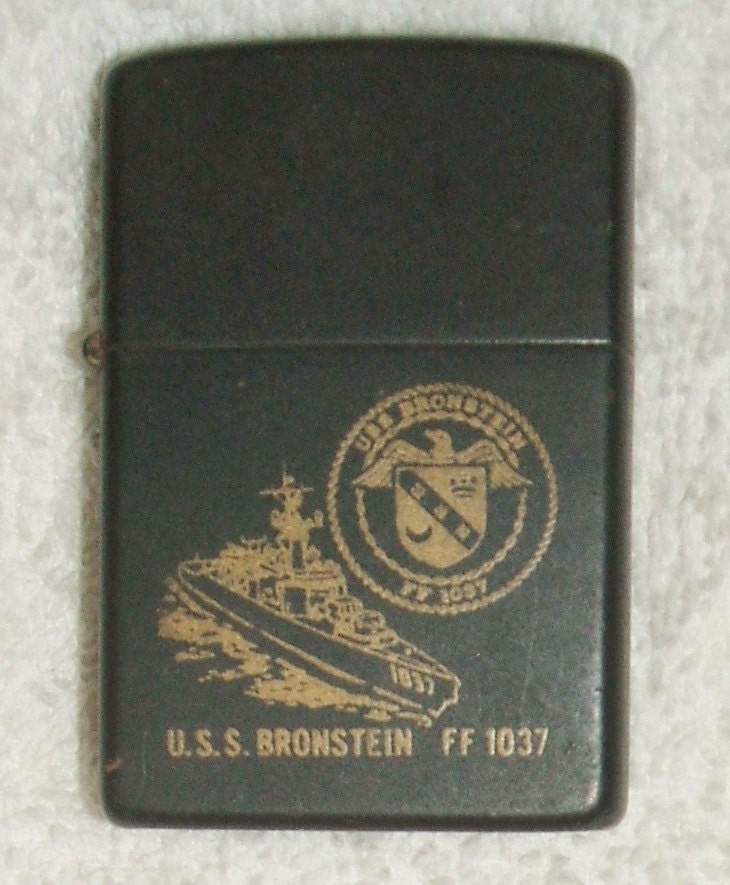 USS BRONSTEIN
FF 1037
1037
U.S.S. BRONSTEIN FF 1037